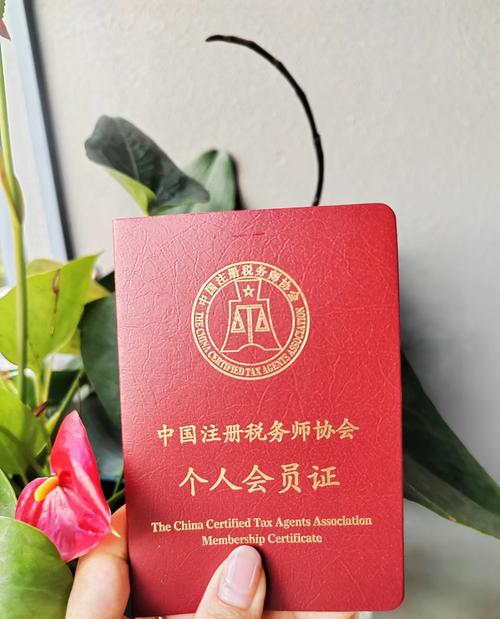 中国注册税务师协会
THE CHINA CERTIFIED TAX AGENTS ASSOCIATION
中国注册税务师协会
个人会员证
The China Certified Tax Agents Association
Membership Certificate